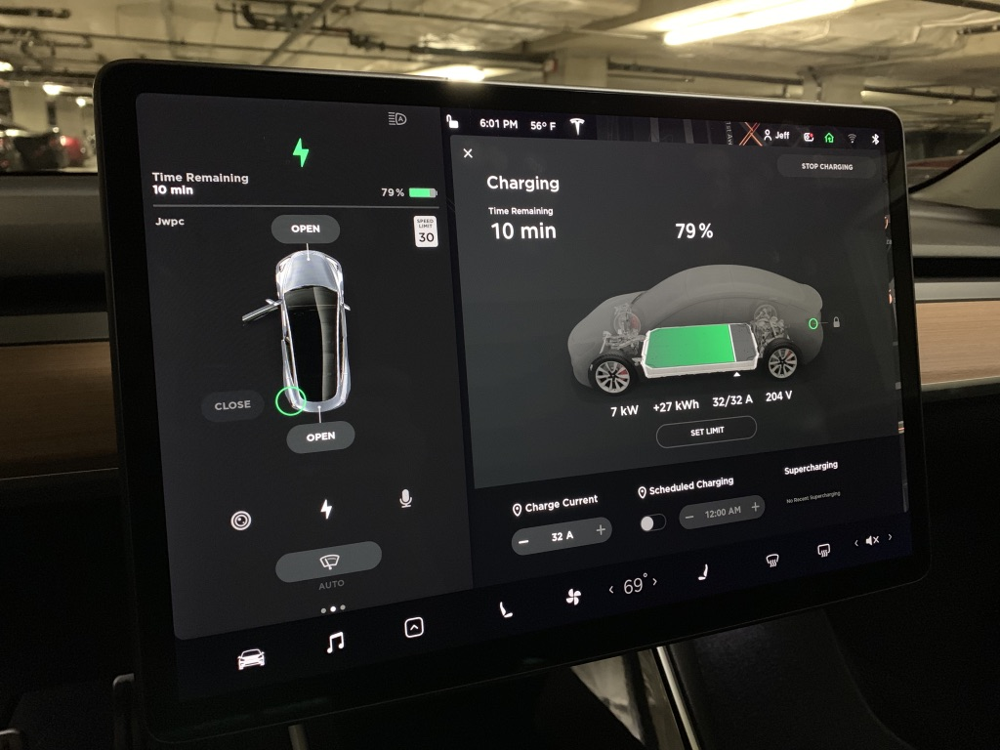 Time Remaining
10 min
79 %
Jwpc
OPEN
SPEED
LIMIT
30
CLOSE
OPEN
AUTO
6:01 PM 56° F
1st Ave
Jeff
STOP CHARGING
Charging
Time Remaining
10 min
79 %
7 kW +27 kWh 32/32 A 204 V
SET LIMIT
Charge Current
− 32 A +
Scheduled Charging
− 12:00 AM +
Supercharging
No Recent Supercharging
‹ 69° ›